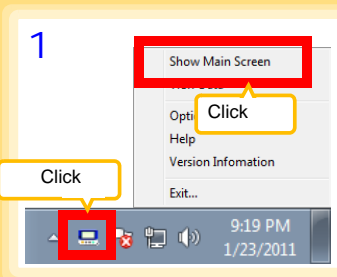 1
Show Main Screen
Opti
Click
Help
Version Infomation
Click
Exit...
9:19 PM
1/23/2011